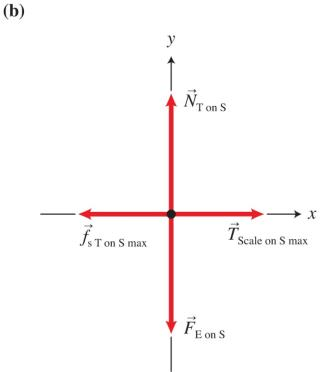 (b)
y
N⃗ T on S
x
f⃗ s T on S max
T⃗ Scale on S max
F⃗ E on S